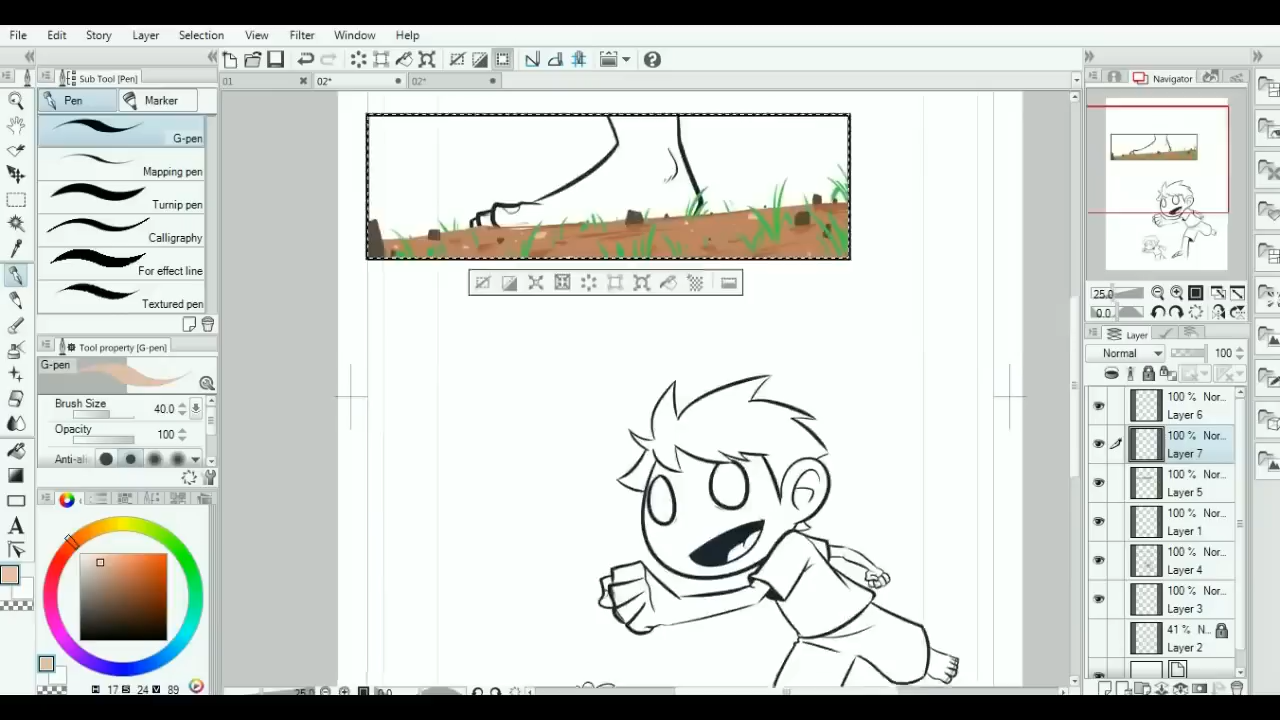 File Edit Story Layer Selection View Filter Window Help
Sub Tool [Pen]
01 02* 02*
Navigator
Pen Marker
G-pen
Mapping pen
Turnip pen
Calligraphy
For effect line
Textured pen
Tool property [G-pen]
G-pen
Brush Size 40.0
Opacity 100
Anti-ali
H 17 S 24 V 89
25.0
0.0
Layer
Normal 100
100 % Nor...
Layer 6
100 % Nor...
Layer 7
100 % Nor...
Layer 5
100 % Nor...
Layer 1
100 % Nor...
Layer 4
100 % Nor...
Layer 3
41 % N...
Layer 2
25.0 0.0